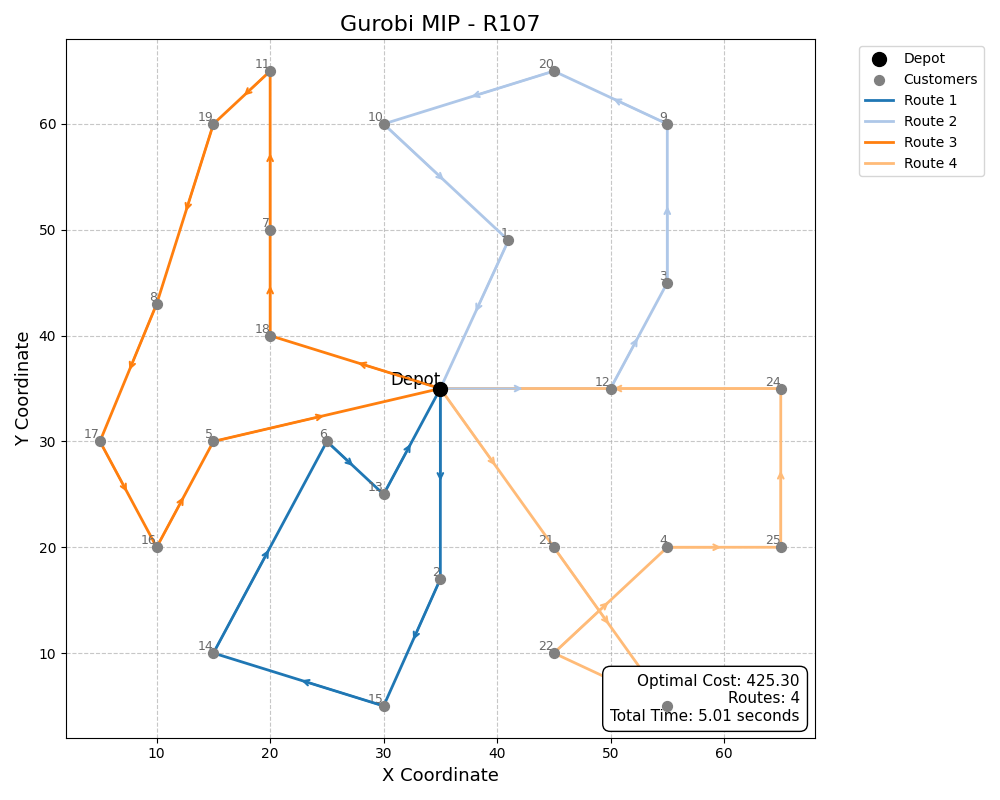 Gurobi MIP - R107
11
20
19
10
9
7
1
3
8
18
Depot
12
24
17
5
6
13
16
21
4
25
2
14
22
15
Optimal Cost: 425.30
Routes: 4
Total Time: 5.01 seconds
Depot
Customers
Route 1
Route 2
Route 3
Route 4
60
50
40
30
20
10
Y Coordinate
10
20
30
40
50
60
X Coordinate